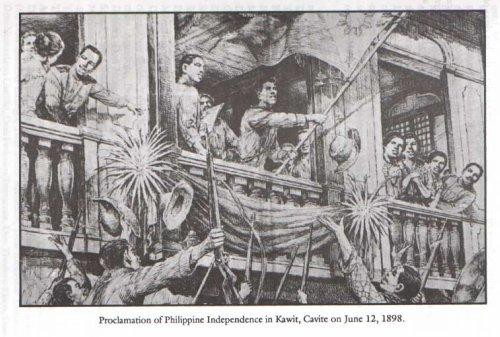 Proclamation of Philippine Independence in Kawit, Cavite on June 12, 1898.